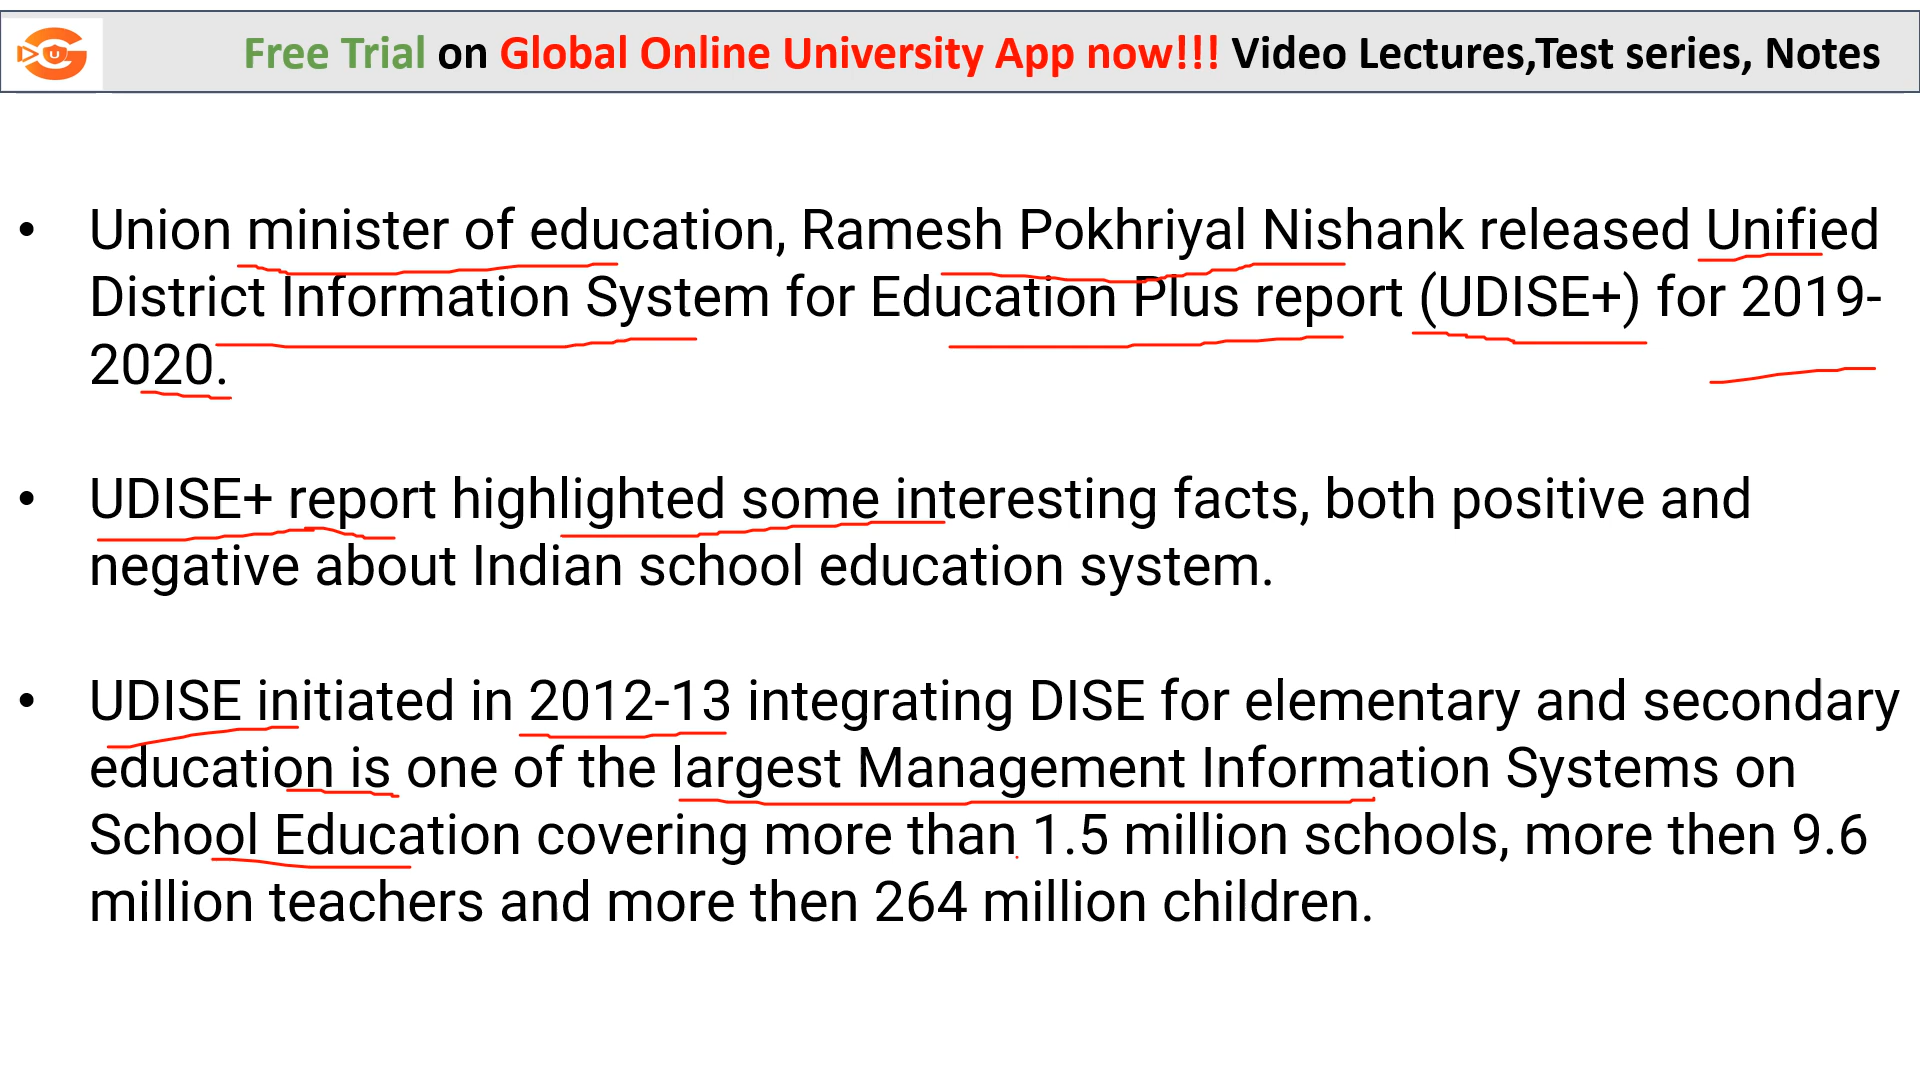 Free Trial on Global Online University App now!!! Video Lectures,Test series, Notes
• Union minister of education, Ramesh Pokhriyal Nishank released Unified
District Information System for Education Plus report (UDISE+) for 2019-
2020.
• UDISE+ report highlighted some interesting facts, both positive and
negative about Indian school education system.
• UDISE initiated in 2012-13 integrating DISE for elementary and secondary
education is one of the largest Management Information Systems on
School Education covering more than 1.5 million schools, more then 9.6
million teachers and more then 264 million children.